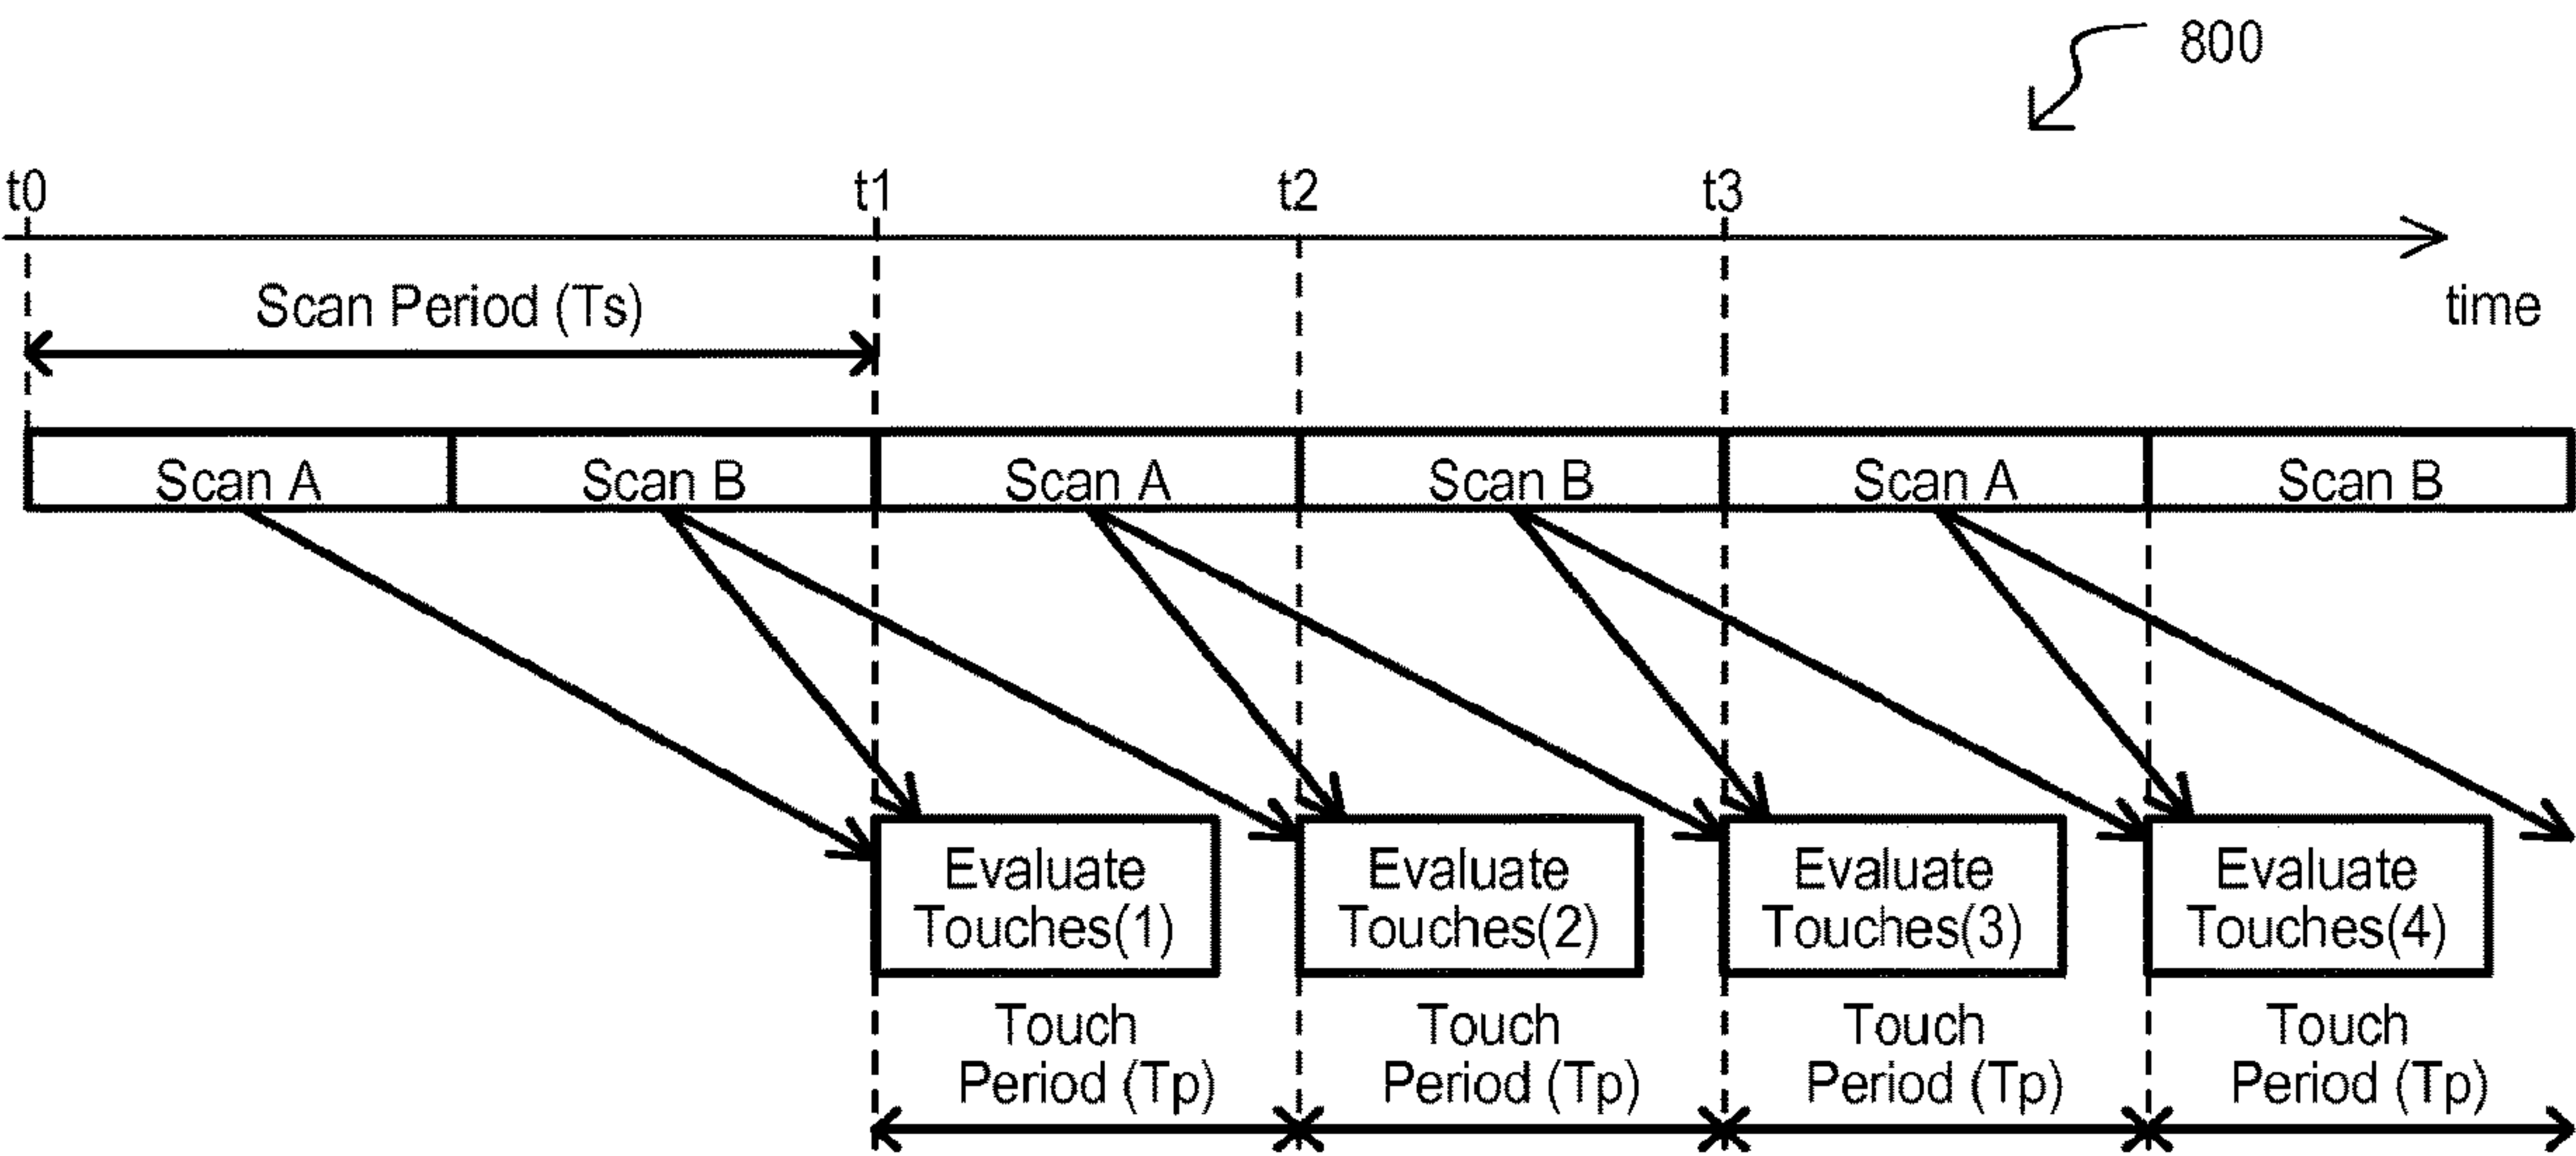 800
t0 t1 t2 t3
Scan Period (Ts)
time
Scan A Scan B Scan A Scan B Scan A Scan B
Evaluate Evaluate Evaluate Evaluate
Touches(1) Touches(2) Touches(3) Touches(4)
Touch Touch Touch Touch
Period (Tp) Period (Tp) Period (Tp) Period (Tp)